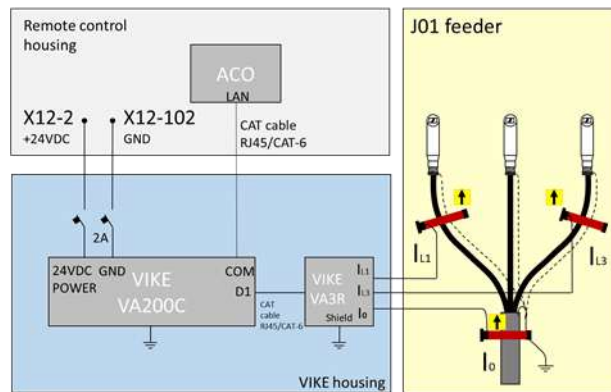 Remote control
housing
ACO
LAN
X12-2
+24VDC
X12-102
GND
CAT cable
RJ45/CAT-6
2A
24VDC GND
POWER
VIKE
VA200C
COM
D1
CAT
cable
RJ45/CAT-6
VIKE
VA3R
IL1
IL3
I0
Shield
VIKE housing
J01 feeder
IL1
IL3
I0